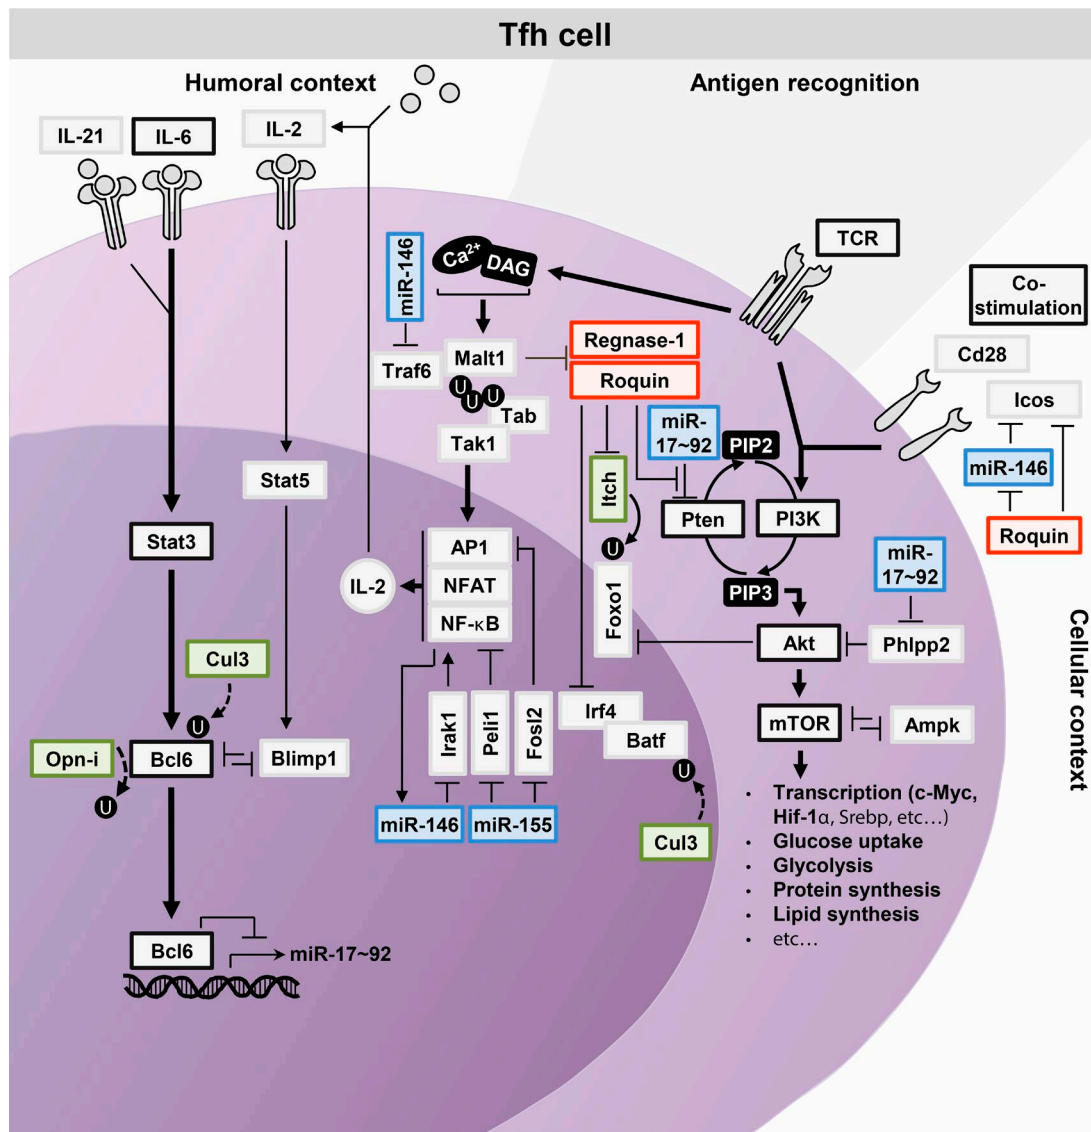 Tfh cell
Humoral context
Antigen recognition
IL-21
IL-6
IL-2
TCR
Co-
stimulation
Cd28
Icos
miR-146
Roquin
miR-146
Ca2+
DAG
Traf6
Malt1
U
U
U
Tab
Tak1
Regnase-1
Roquin
miR-
17~92
PIP2
Itch
Pten
PI3K
U
PIP3
Foxo1
miR-
17~92
Akt
Phlpp2
mTOR
Ampk
Stat5
Stat3
IL-2
AP1
NFAT
NF-κB
Cul3
U
Opn-i
Bcl6
Blimp1
U
Irak1
Peli1
Fosl2
miR-146
miR-155
Irf4
Batf
U
Cul3
• Transcription (c-Myc,
Hif-1α, Srebp, etc…)
• Glucose uptake
• Glycolysis
• Protein synthesis
• Lipid synthesis
• etc…
Bcl6
miR-17~92
Cellular context